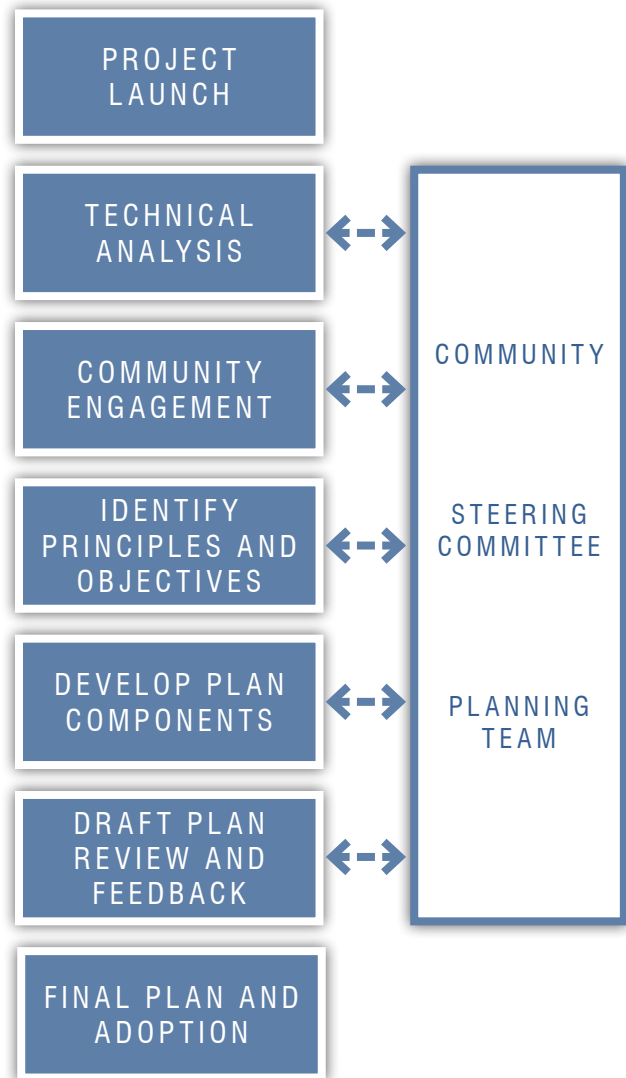 PROJECT
LAUNCH
TECHNICAL
ANALYSIS
COMMUNITY
ENGAGEMENT
IDENTIFY
PRINCIPLES AND
OBJECTIVES
DEVELOP PLAN
COMPONENTS
DRAFT PLAN
REVIEW AND
FEEDBACK
FINAL PLAN AND
ADOPTION
COMMUNITY
STEERING
COMMITTEE
PLANNING
TEAM